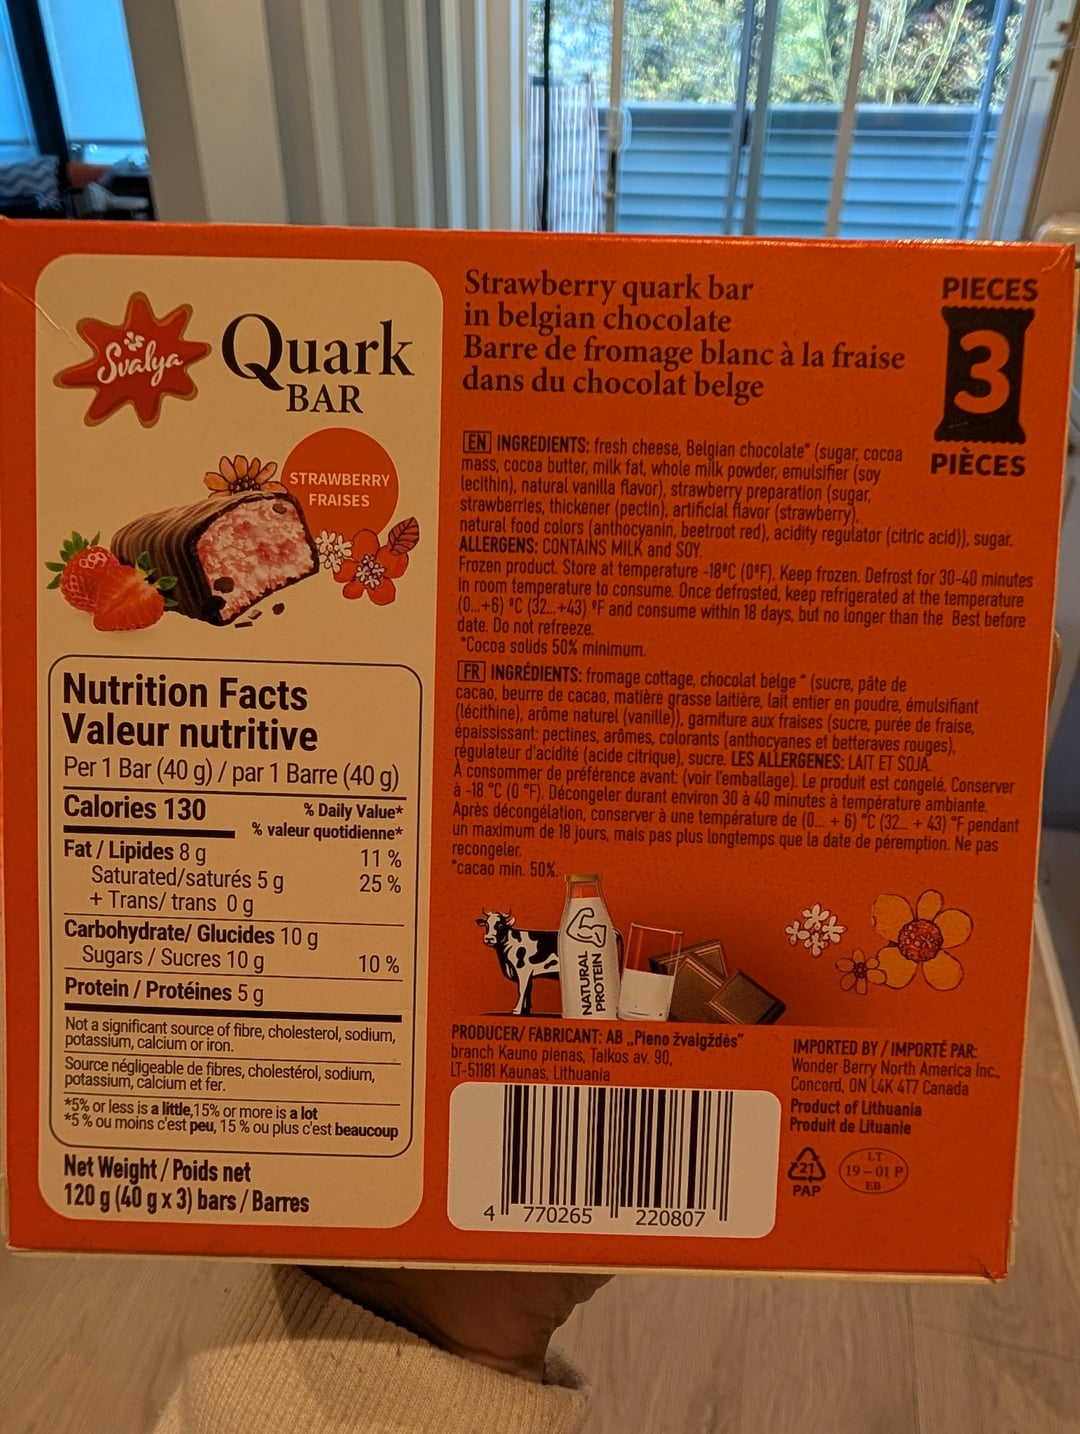 Svalya
Quark
BAR
STRAWBERRY
FRAISES
Nutrition Facts
Valeur nutritive
Per 1 Bar (40 g) / par 1 Barre (40 g)
Calories 130
% Daily Value*
% valeur quotidienne*
Fat / Lipides 8 g 11 %
Saturated/saturés 5 g 25 %
+ Trans/ trans 0 g
Carbohydrate/ Glucides 10 g
Sugars / Sucres 10 g 10 %
Protein / Protéines 5 g
Not a significant source of fibre, cholesterol, sodium,
potassium, calcium or iron.
Source négligeable de fibres, cholestérol, sodium,
potassium, calcium et fer.
*5% or less is a little,15% or more is a lot
*5 % ou moins c'est peu, 15 % ou plus c'est beaucoup
Net Weight / Poids net
120 g (40 g x 3) bars / Barres
Strawberry quark bar
in belgian chocolate
Barre de fromage blanc à la fraise
dans du chocolat belge
PIECES
3
PIÈCES
EN INGREDIENTS: fresh cheese, Belgian chocolate* (sugar, cocoa
mass, cocoa butter, milk fat, whole milk powder, emulsifier (soy
lecithin), natural vanilla flavor), strawberry preparation (sugar,
strawberries, thickener (pectin), artificial flavor (strawberry),
natural food colors (anthocyanin, beetroot red), acidity regulator (citric acid)), sugar.
ALLERGENS: CONTAINS MILK and SOY.
Frozen product. Store at temperature -18°C (0°F). Keep frozen. Defrost for 30-40 minutes
In room temperature to consume. Once defrosted, keep refrigerated at the temperature
(0...+6) °C (32...+43) °F and consume within 18 days, but no longer than the Best before
date. Do not refreeze.
*Cocoa solids 50% minimum.
FR INGRÉDIENTS: fromage cottage, chocolat belge * (sucre, pâte de
cacao, beurre de cacao, matière grasse laitière, lait entier en poudre, émulsifiant
(lécithine), arôme naturel (vanille)), garniture aux fraises (sucre, purée de fraise,
épaississant: pectines, arômes, colorants (anthocyanes et betteraves rouges),
régulateur d'acidité (acide citrique), sucre. LES ALLERGENES: LAIT ET SOJA.
À consommer de préférence avant: (voir l'emballage). Le produit est congelé. Conserver
à -18 °C (0 °F). Décongeler durant environ 30 à 40 minutes à température ambiante.
Après décongélation, conserver à une température de (0... + 6) °C (32... + 43) °F pendant
un maximum de 18 jours, mais pas plus longtemps que la date de péremption. Ne pas
recongeler.
*cacao min. 50%.
NATURAL
PROTEIN
PRODUCER/ FABRICANT: AB „Pieno žvaigždės"
branch Kauno pienas, Taikos av. 90,
LT-51181 Kaunas, Lithuania
IMPORTED BY / IMPORTÉ PAR:
Wonder Berry North America Inc.,
Concord, ON L4K 4T7 Canada
Product of Lithuania
Produit de Lituanie
4 770265 220807
21
PAP
LT
19-01 P
EB